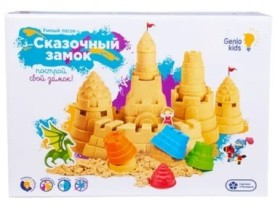 Умный песок
Сказочный
замок
построй
свой замок!
Genio
kids